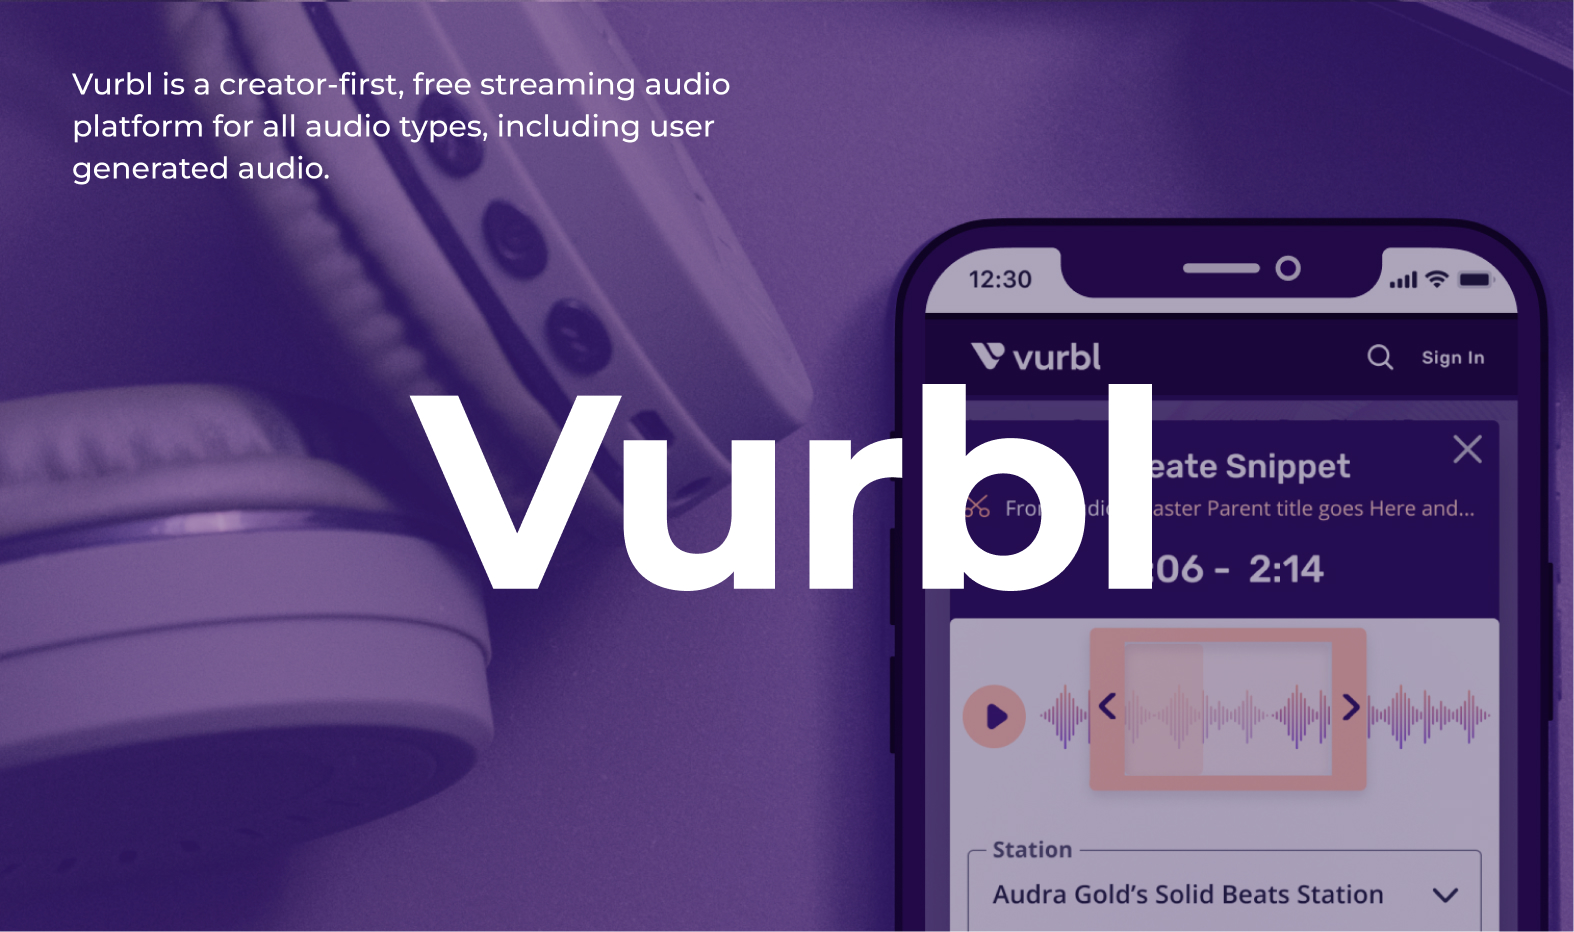 Vurbl is a creator-first, free streaming audio
platform for all audio types, including user
generated audio.
12:30
vurbl
Sign In
Vurbl
eate Snippet
Parent title goes Here and...
06 - 2:14
Station
Audra Gold’s Solid Beats Station